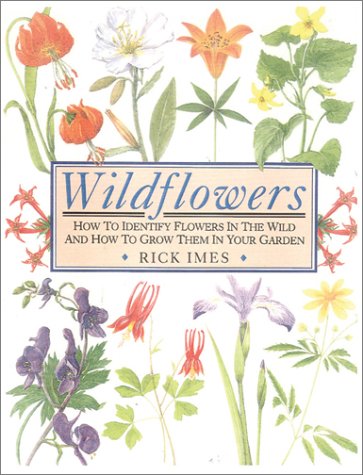 Wildflowers
HOW TO IDENTIFY FLOWERS IN THE WILD
AND HOW TO GROW THEM IN YOUR GARDEN
• RICK IMES •